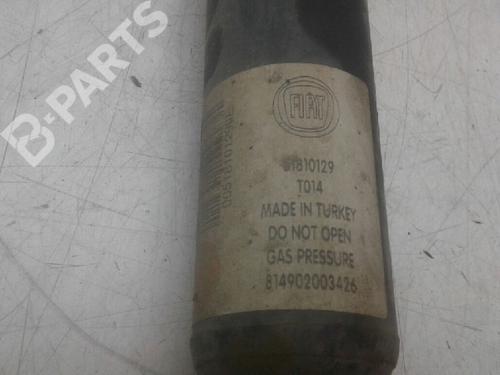 B-PARTS
FIAT
51810129
T014
MADE IN TURKEY
DO NOT OPEN
GAS PRESSURE
814902003426